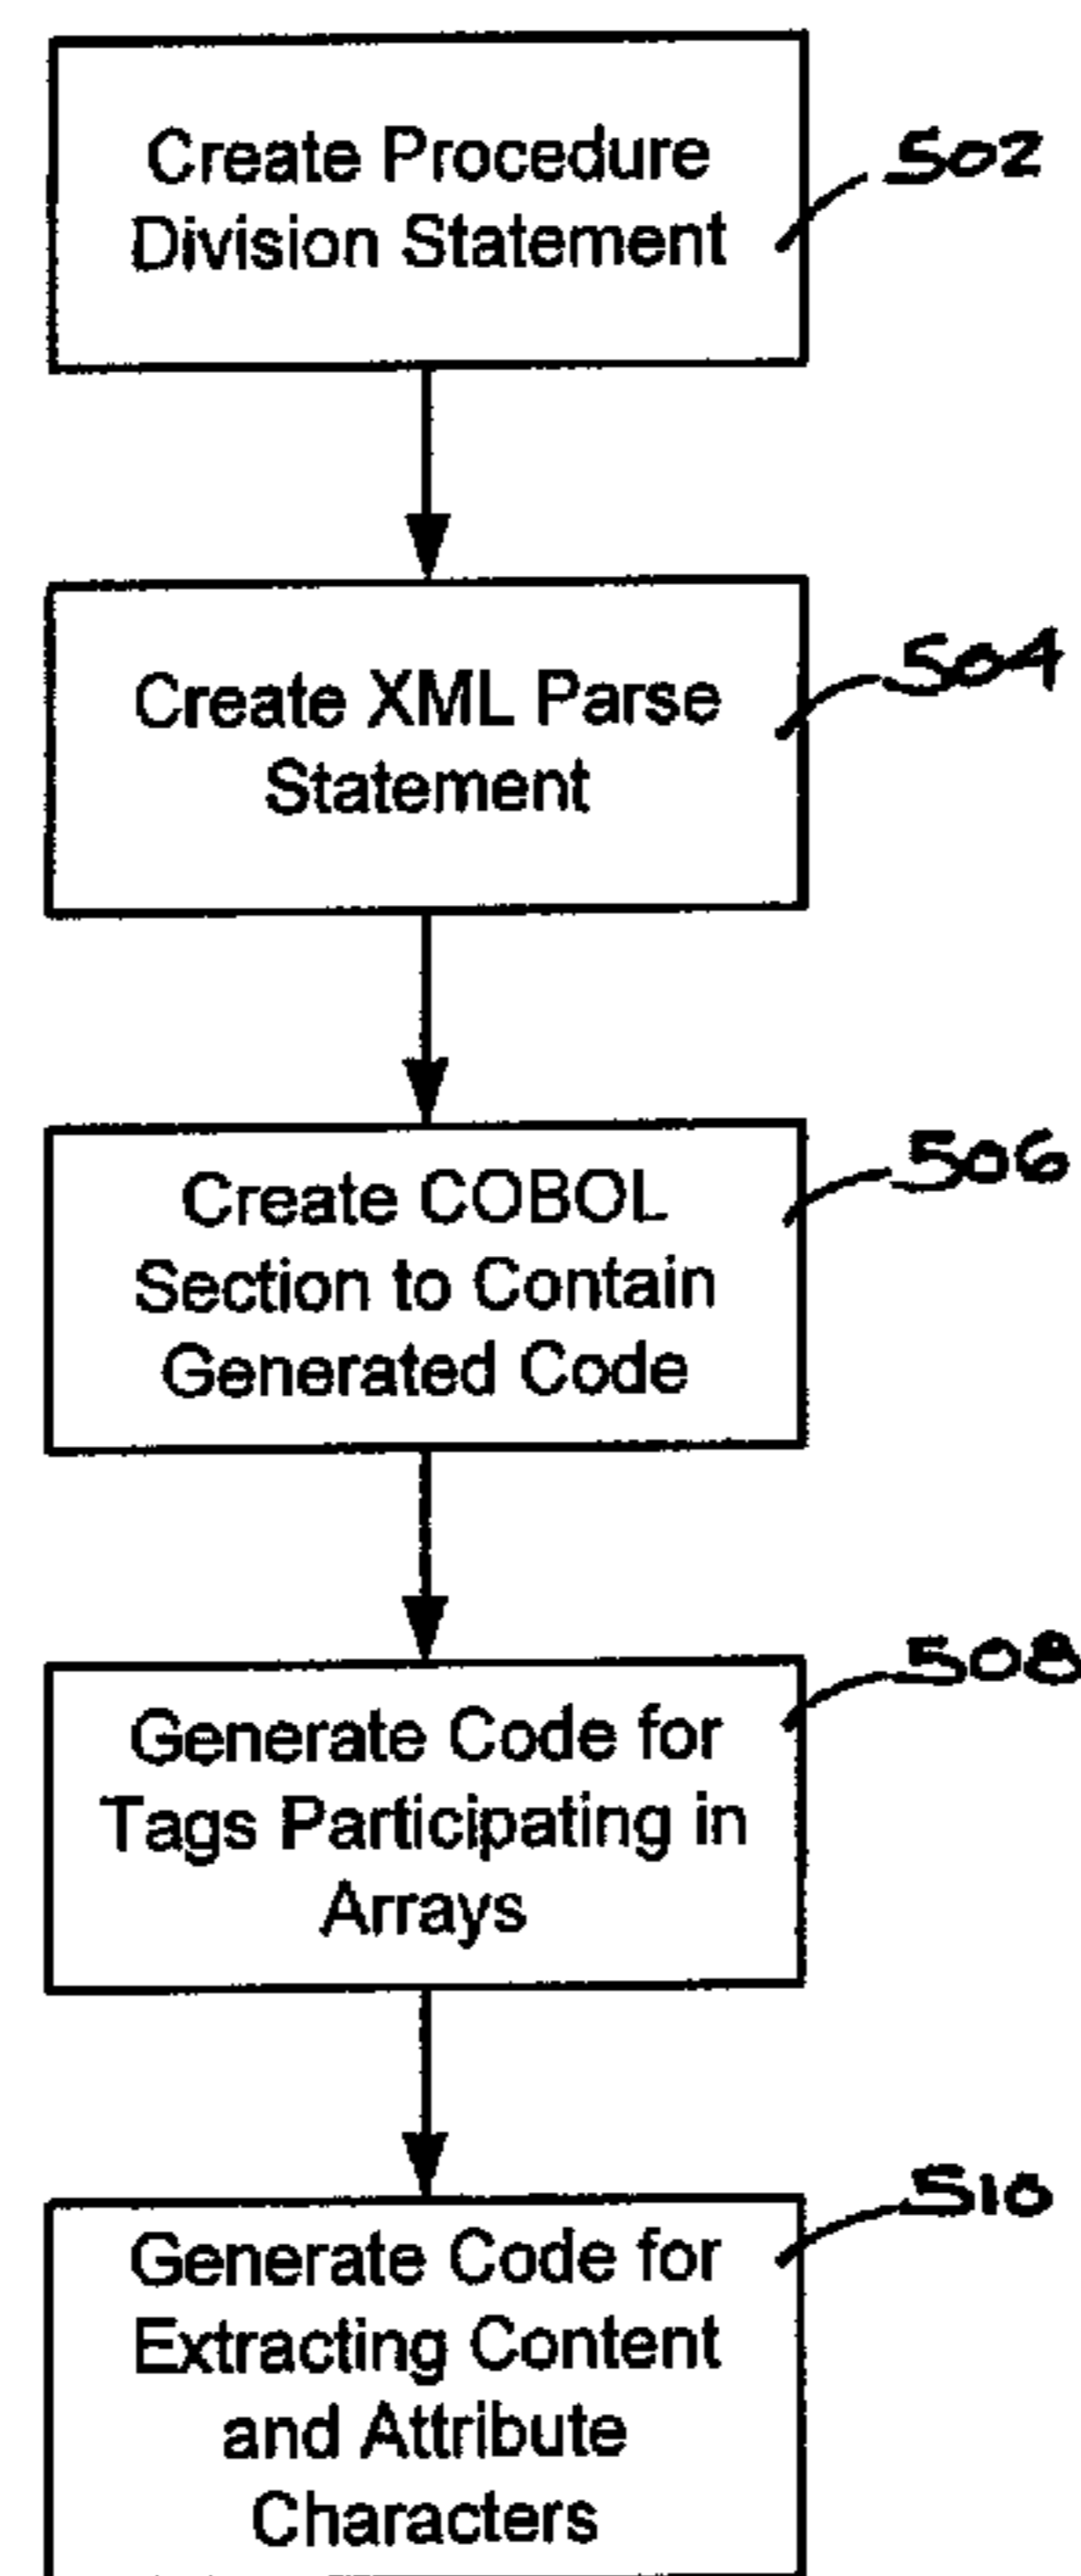 Create Procedure
Division Statement
502
Create XML Parse
Statement
504
Create COBOL
Section to Contain
Generated Code
506
Generate Code for
Tags Participating in
Arrays
508
Generate Code for
Extracting Content
and Attribute
Characters
510